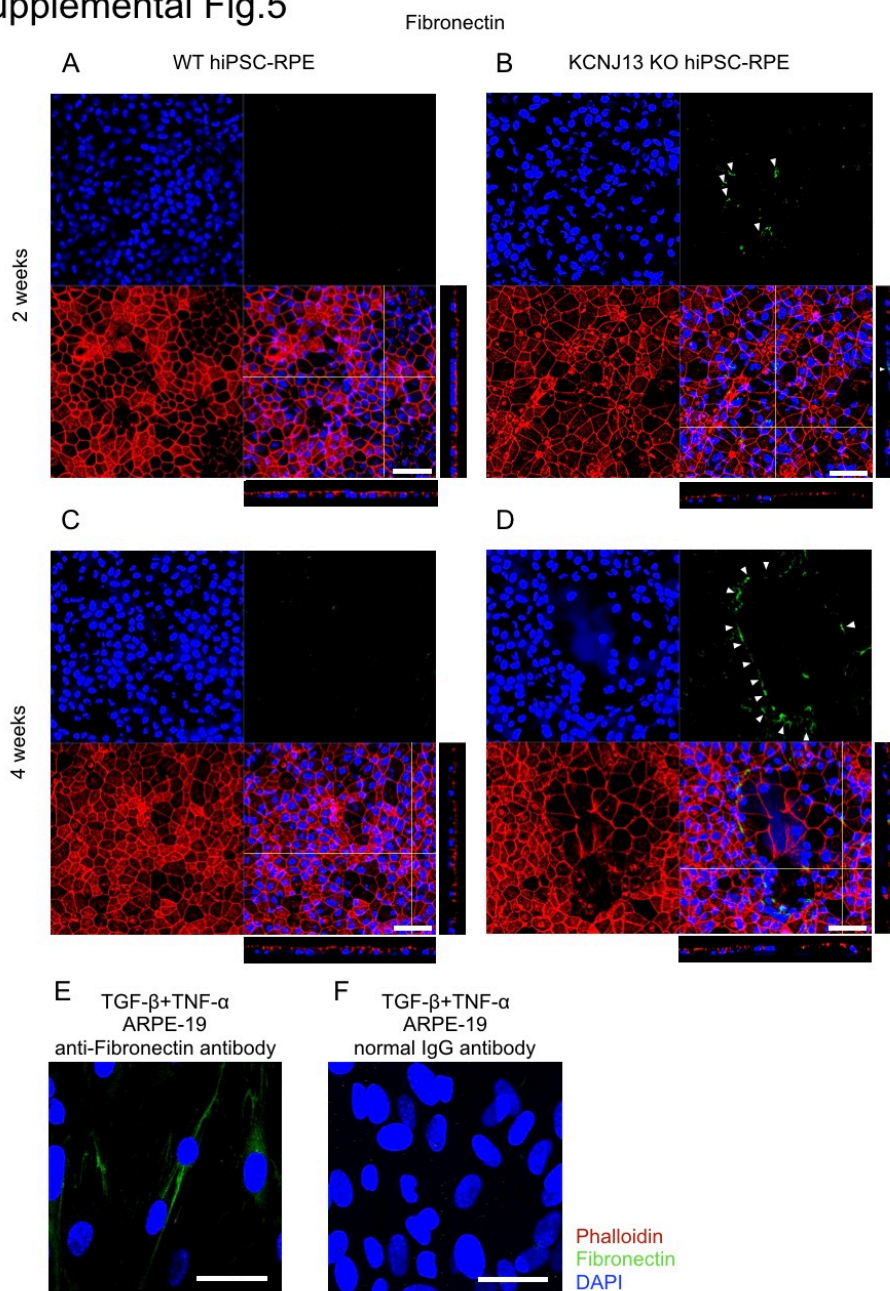 upplemental Fig.5
Fibronectin
A WT hiPSC-RPE
B KCNJ13 KO hiPSC-RPE
2 weeks
C
D
4 weeks
E TGF-β+TNF-α
ARPE-19
anti-Fibronectin antibody
F TGF-β+TNF-α
ARPE-19
normal IgG antibody
Phalloidin
Fibronectin
DAPI